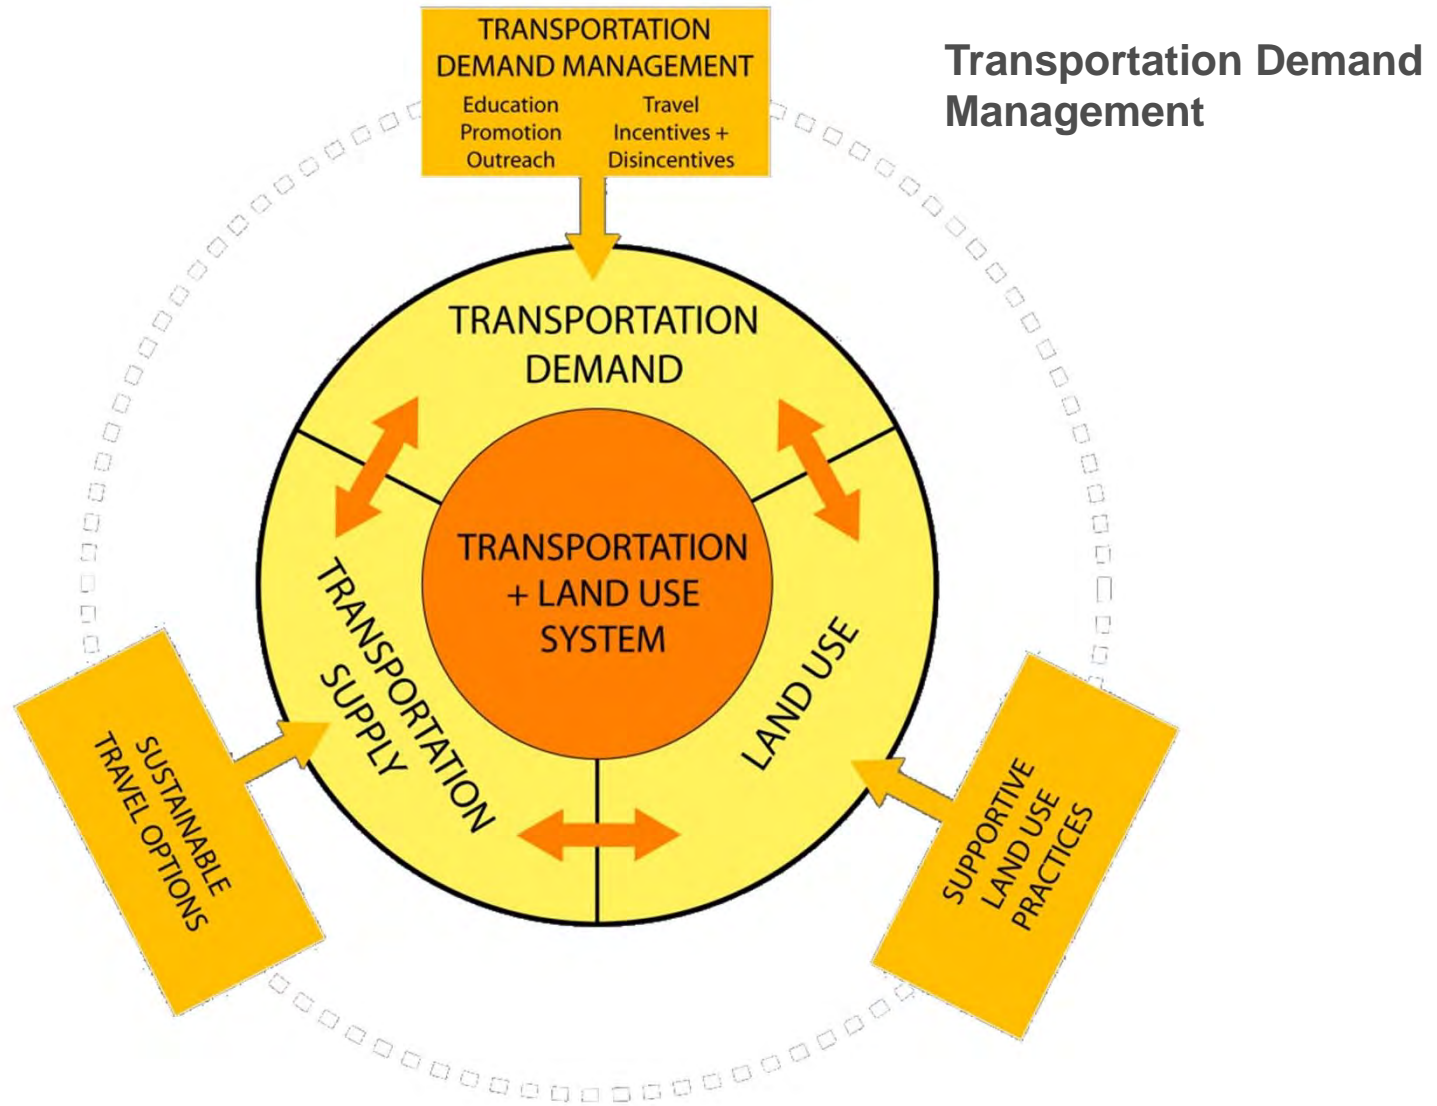 Transportation Demand
Management
TRANSPORTATION
DEMAND MANAGEMENT
Education
Promotion
Outreach
Travel
Incentives +
Disincentives
TRANSPORTATION
DEMAND
TRANSPORTATION
+ LAND USE
SYSTEM
TRANSPORTATION
SUPPLY
LAND USE
SUSTAINABLE
TRAVEL OPTIONS
SUPPORTIVE
LAND USE
PRACTICES